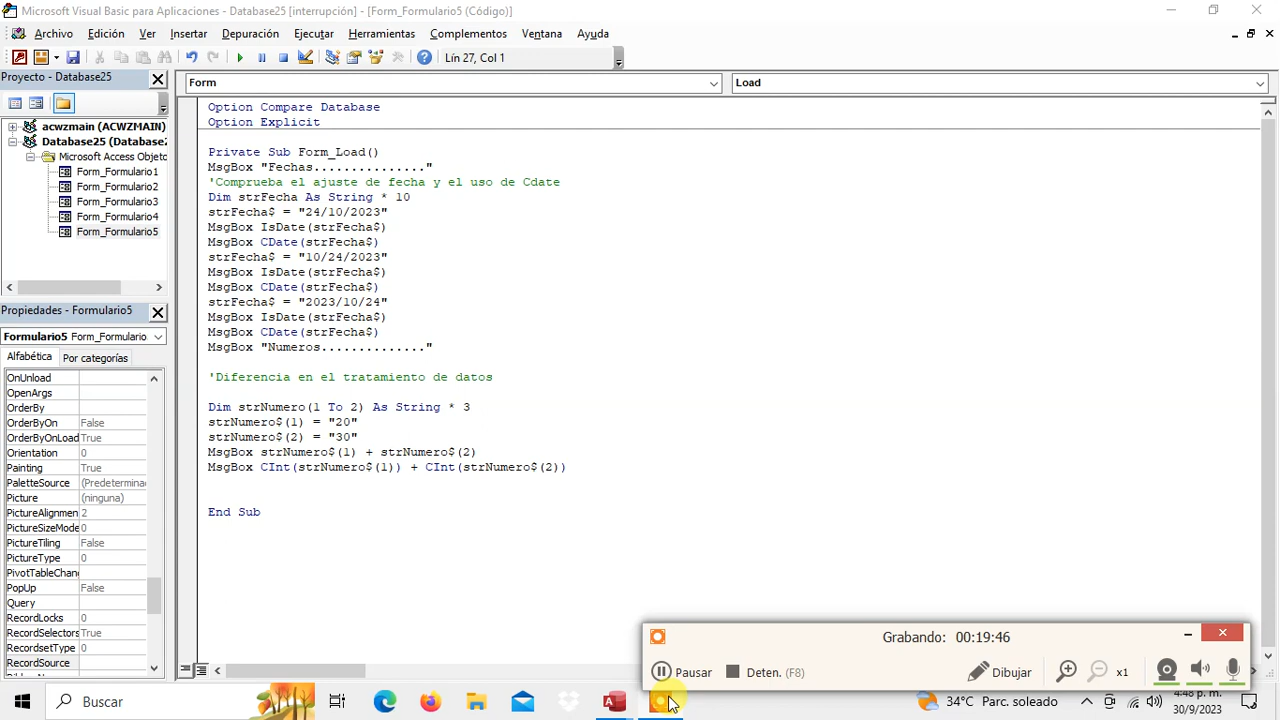 Microsoft Visual Basic para Aplicaciones - Database25 [interrupción] - [Form_Formulario5 (Código)]
Archivo Edición Ver Insertar Depuración Ejecutar Herramientas Complementos Ventana Ayuda
Lín 27, Col 1
Proyecto - Database25
Form Load
acwzmain (ACWZMAIN)
Database25 (Database2
Microsoft Access Objeto
Form_Formulario1
Form_Formulario2
Form_Formulario3
Form_Formulario4
Form_Formulario5
Propiedades - Formulario5
Formulario5 Form_Formulario.
Alfabética Por categorías
OnUnload
OpenArgs
OrderBy
OrderByOn False
OrderByOnLoad True
Orientation 0
Painting True
PaletteSource (Predetermina
Picture (ninguna)
PictureAlignmen 2
PictureSizeMode 0
PictureTiling False
PictureType 0
PivotTableChang
PopUp False
Query
RecordLocks 0
RecordSelectors True
RecordsetType 0
RecordSource
Option Compare Database
Option Explicit
Private Sub Form_Load()
MsgBox "Fechas..............."
'Comprueba el ajuste de fecha y el uso de Cdate
Dim strFecha As String * 10
strFecha$ = "24/10/2023"
MsgBox IsDate(strFecha$)
MsgBox CDate(strFecha$)
strFecha$ = "10/24/2023"
MsgBox IsDate(strFecha$)
MsgBox CDate(strFecha$)
strFecha$ = "2023/10/24"
MsgBox IsDate(strFecha$)
MsgBox CDate(strFecha$)
MsgBox "Numeros.............."
'Diferencia en el tratamiento de datos
Dim strNumero(1 To 2) As String * 3
strNumero$(1) = "20"
strNumero$(2) = "30"
MsgBox strNumero$(1) + strNumero$(2)
MsgBox CInt(strNumero$(1)) + CInt(strNumero$(2))
End Sub
Grabando: 00:19:46
Pausar Deten. (F8) Dibujar x1
Buscar
34°C Parc. soleado
4:48 p. m.
30/9/2023